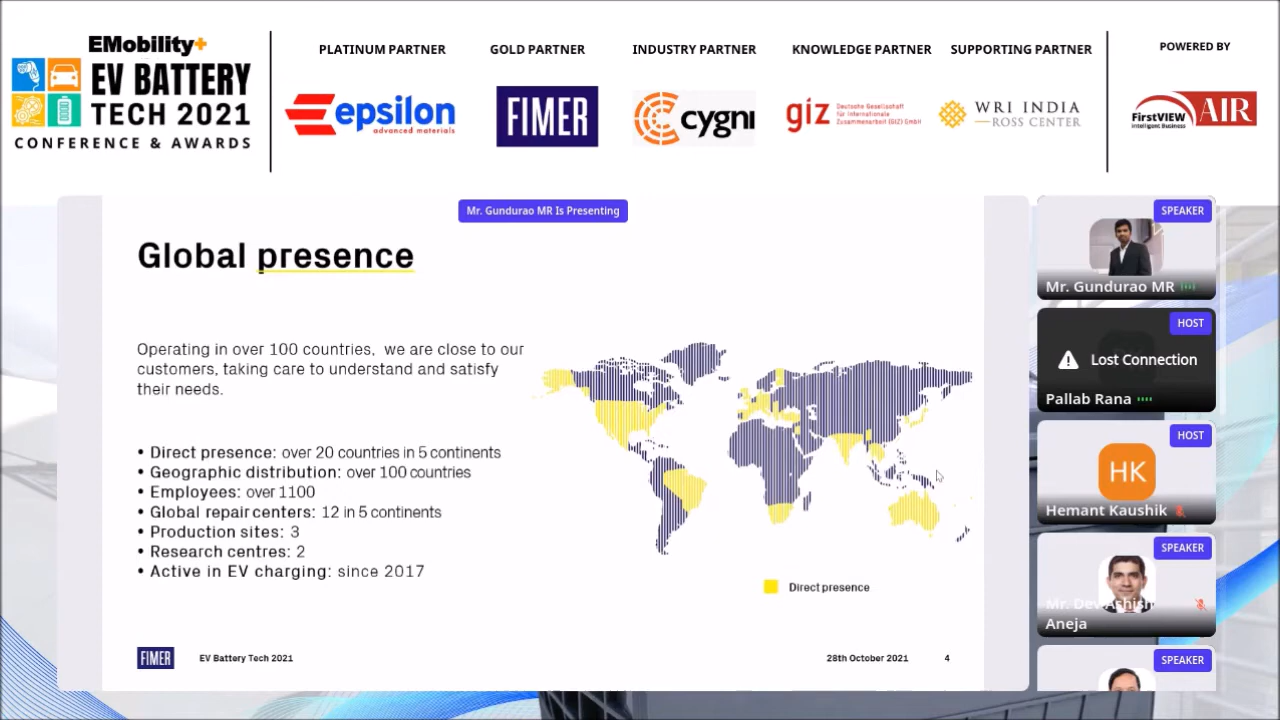 EMobility+
EV BATTERY
TECH 2021
CONFERENCE & AWARDS
PLATINUM PARTNER
GOLD PARTNER
INDUSTRY PARTNER
KNOWLEDGE PARTNER
SUPPORTING PARTNER
POWERED BY
epsilon
advanced materials
FIMER
cygni
giz
Deutsche Gesellschaft
für Internationale
Zusammenarbeit (GIZ) GmbH
WRI INDIA
ROSS CENTER
FirstVIEW
Intelligent Business
AIR
Mr. Gundurao MR Is Presenting
Global presence
Operating in over 100 countries, we are close to our
customers, taking care to understand and satisfy
their needs.
• Direct presence: over 20 countries in 5 continents
• Geographic distribution: over 100 countries
• Employees: over 1100
• Global repair centers: 12 in 5 continents
• Production sites: 3
• Research centres: 2
• Active in EV charging: since 2017
Direct presence
FIMER
EV Battery Tech 2021
28th October 2021
4
SPEAKER
Mr. Gundurao MR
HOST
Lost Connection
Pallab Rana
HOST
HK
Hemant Kaushik
SPEAKER
Mr. Dev Ashish
Aneja
SPEAKER